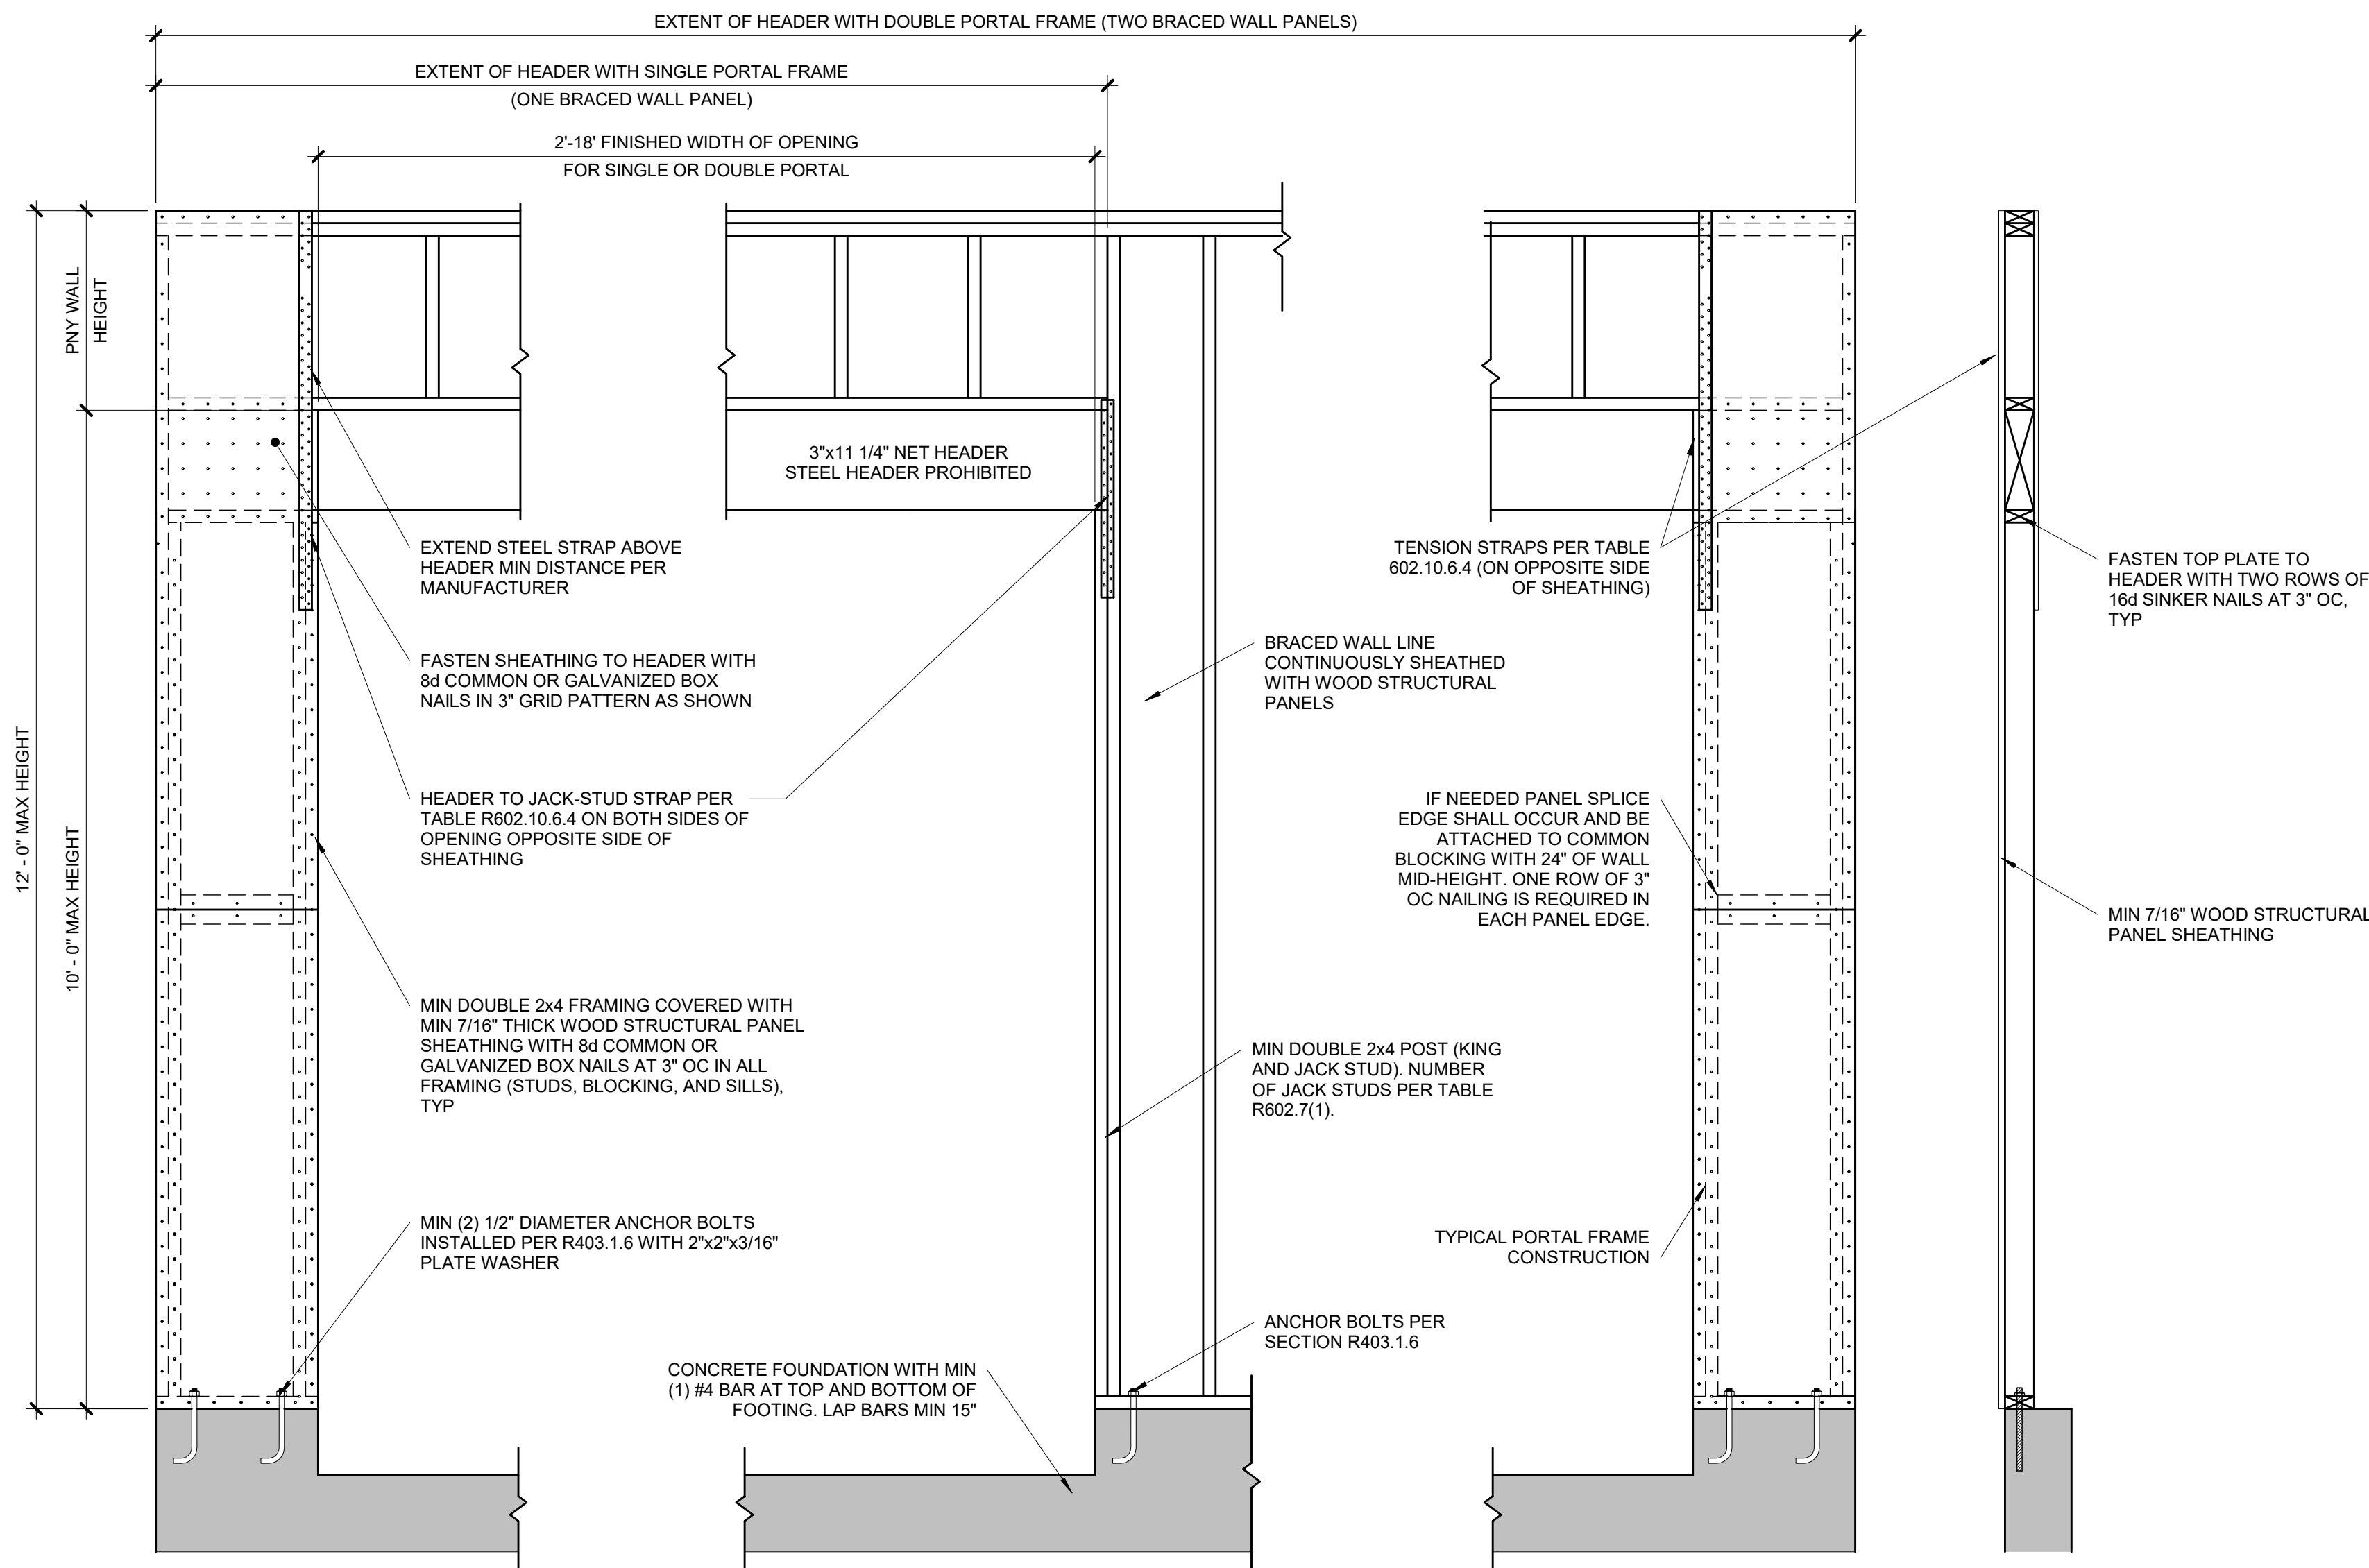 EXTENT OF HEADER WITH DOUBLE PORTAL FRAME (TWO BRACED WALL PANELS)
EXTENT OF HEADER WITH SINGLE PORTAL FRAME
(ONE BRACED WALL PANEL)
2'-18' FINISHED WIDTH OF OPENING
FOR SINGLE OR DOUBLE PORTAL
PNY WALL
HEIGHT
12' - 0" MAX HEIGHT
10' - 0" MAX HEIGHT
3"x11 1/4" NET HEADER
STEEL HEADER PROHIBITED
EXTEND STEEL STRAP ABOVE
HEADER MIN DISTANCE PER
MANUFACTURER
FASTEN SHEATHING TO HEADER WITH
8d COMMON OR GALVANIZED BOX
NAILS IN 3" GRID PATTERN AS SHOWN
HEADER TO JACK-STUD STRAP PER
TABLE R602.10.6.4 ON BOTH SIDES OF
OPENING OPPOSITE SIDE OF
SHEATHING
MIN DOUBLE 2x4 FRAMING COVERED WITH
MIN 7/16" THICK WOOD STRUCTURAL PANEL
SHEATHING WITH 8d COMMON OR
GALVANIZED BOX NAILS AT 3" OC IN ALL
FRAMING (STUDS, BLOCKING, AND SILLS),
TYP
MIN (2) 1/2" DIAMETER ANCHOR BOLTS
INSTALLED PER R403.1.6 WITH 2"x2"x3/16"
PLATE WASHER
CONCRETE FOUNDATION WITH MIN
(1) #4 BAR AT TOP AND BOTTOM OF
FOOTING. LAP BARS MIN 15"
BRACED WALL LINE
CONTINUOUSLY SHEATHED
WITH WOOD STRUCTURAL
PANELS
MIN DOUBLE 2x4 POST (KING
AND JACK STUD). NUMBER
OF JACK STUDS PER TABLE
R602.7(1).
ANCHOR BOLTS PER
SECTION R403.1.6
TENSION STRAPS PER TABLE
602.10.6.4 (ON OPPOSITE SIDE
OF SHEATHING)
IF NEEDED PANEL SPLICE
EDGE SHALL OCCUR AND BE
ATTACHED TO COMMON
BLOCKING WITH 24" OF WALL
MID-HEIGHT. ONE ROW OF 3"
OC NAILING IS REQUIRED IN
EACH PANEL EDGE.
TYPICAL PORTAL FRAME
CONSTRUCTION
FASTEN TOP PLATE TO
HEADER WITH TWO ROWS OF
16d SINKER NAILS AT 3" OC,
TYP
MIN 7/16" WOOD STRUCTURAL
PANEL SHEATHING